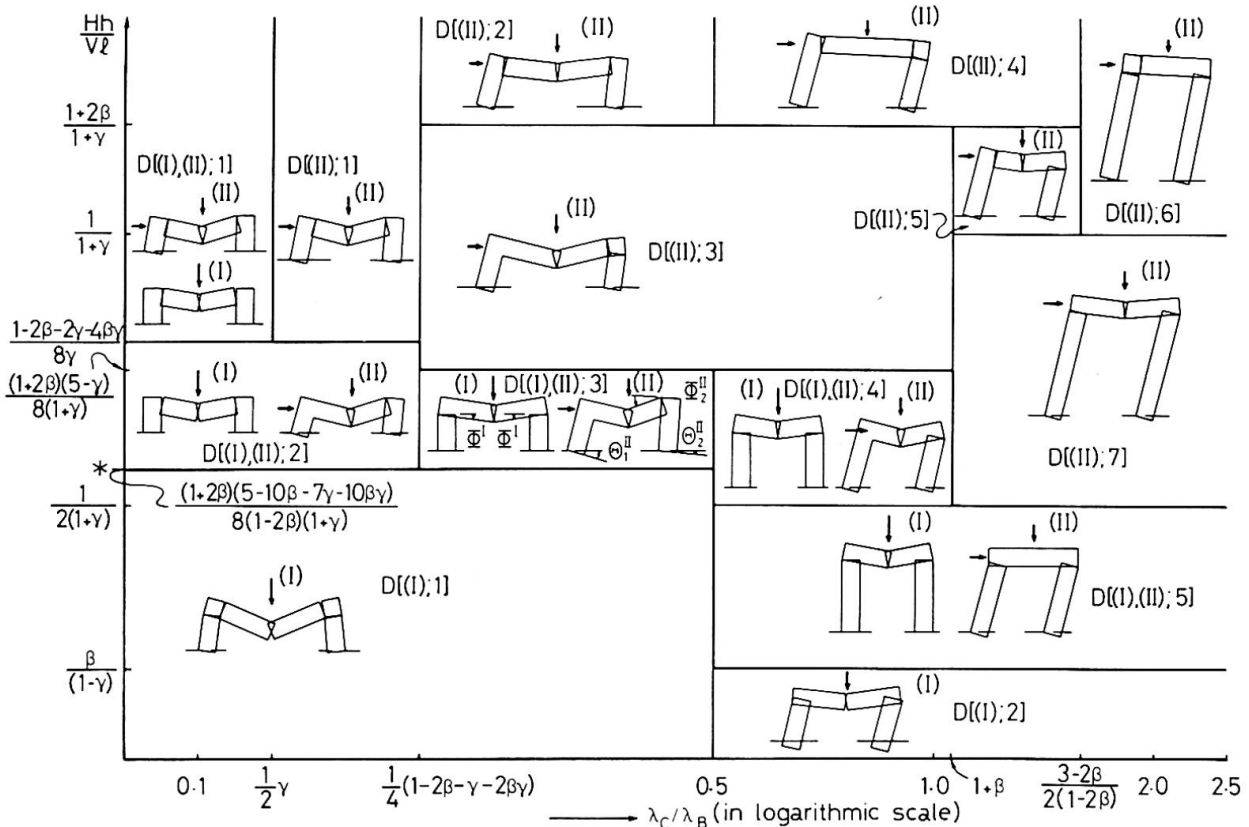 Hh/Vℓ
(II)
D[(II);2]
(II)
(II)
D[(II);4]
(II)
(1+2β)/(1+γ)
D[(I),(II);1]
(II)
D[(II);1]
(II)
(II)
(II)
D[(II);5]
D[(II);6]
1/(1+γ)
D[(II);3]
(I)
(II)
(1-2β-2γ-4βγ)/8γ
(1+2β)(5-γ)/8(1+γ)
(I)
(II)
D[(I),(II);2]
(I)
D[(I),(II);3]
(II)
Φ̄₂ᴵᴵ
Φ̄ᴵ
Φ̄ᴵ
Θ₁ᴵᴵ
Θ₂ᴵᴵ
(I)
D[(I),(II);4]
(II)
D[(II);7]
*
(1+2β)(5-10β-7γ-10βγ)/8(1-2β)(1+γ)
1/2(1+γ)
(I)
D[(I);1]
(I)
(II)
D[(I),(II);5]
β/(1-γ)
(I)
D[(I);2]
0.1
1/2 γ
1/4(1-2β-γ-2βγ)
0.5
1.0
1+β
(3-2β)/2(1-2β)
2.0
2.5
λC/λB (in logarithmic scale)